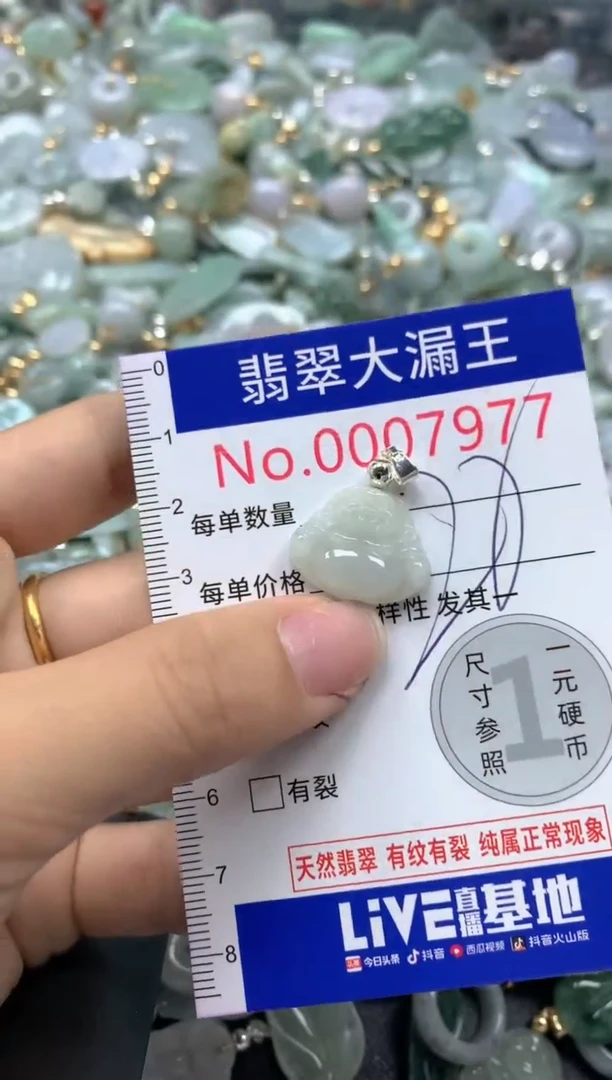 翡翠大漏王
No.0007977
每单数量
每单价格
样性 发其一
尺寸参照
1
一元硬币
有裂
天然翡翠 有纹有裂 纯属正常现象
LiVE直播基地
今日头条 抖音 西瓜视频 抖音火山版
0
1
2
3
6
7
8